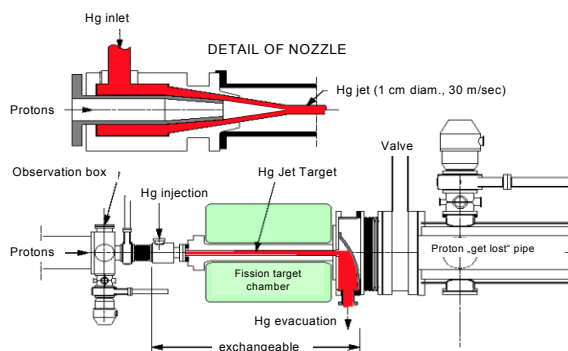 Hg inlet
DETAIL OF NOZZLE
Hg jet (1 cm diam., 30 m/sec)
Protons
Valve
Observation box
Hg Jet Target
Hg injection
Protons
Proton „get lost“ pipe
Fission target
chamber
Hg evacuation
exchangeable